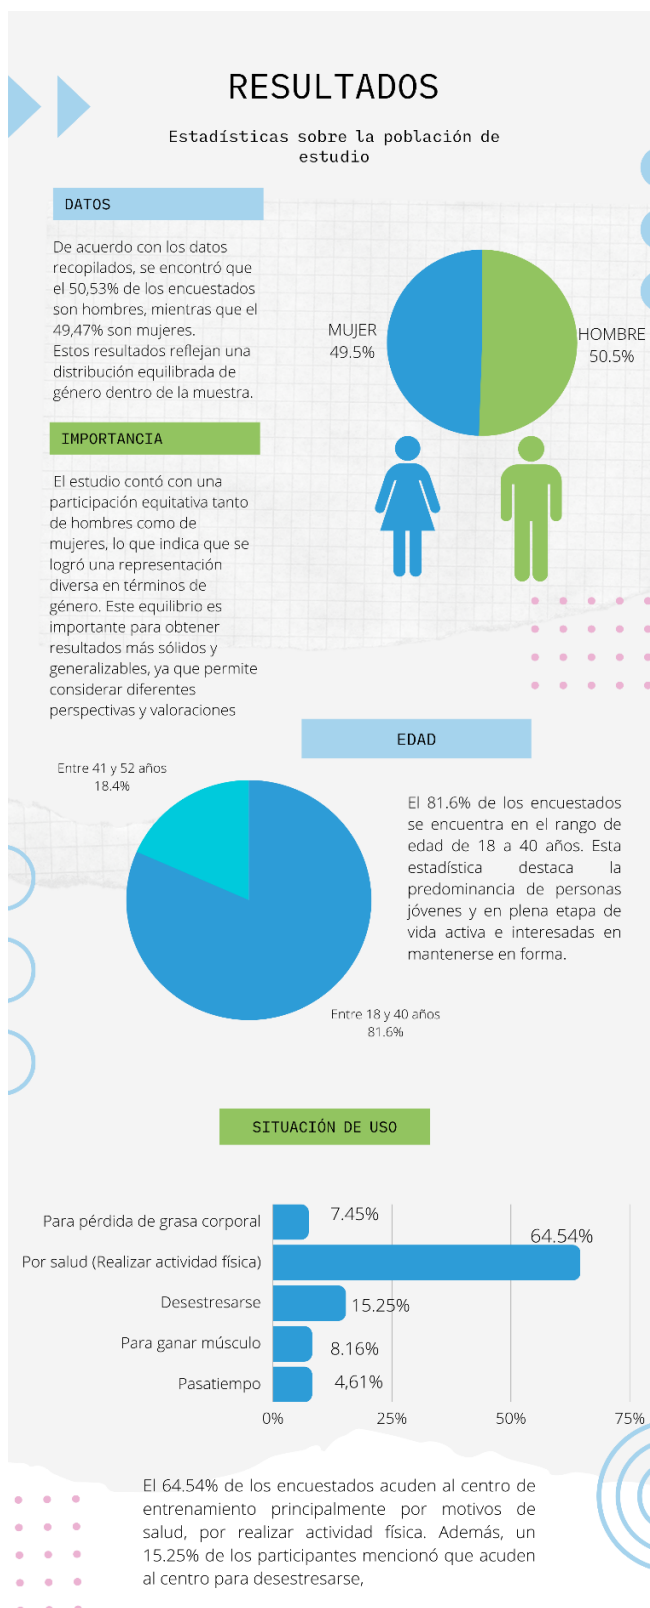 RESULTADOS
Estadísticas sobre la población de
estudio
DATOS
De acuerdo con los datos
recopilados, se encontró que
el 50,53% de los encuestados
son hombres, mientras que el
49,47% son mujeres.
Estos resultados reflejan una
distribución equilibrada de
género dentro de la muestra.
MUJER
49.5%
HOMBRE
50.5%
IMPORTANCIA
El estudio contó con una
participación equitativa tanto
de hombres como de
mujeres, lo que indica que se
logró una representación
diversa en términos de
género. Este equilibrio es
importante para obtener
resultados más sólidos y
generalizables, ya que permite
considerar diferentes
perspectivas y valoraciones
EDAD
Entre 41 y 52 años
18.4%
El 81.6% de los encuestados
se encuentra en el rango de
edad de 18 a 40 años. Esta
estadística destaca la
predominancia de personas
jóvenes y en plena etapa de
vida activa e interesadas en
mantenerse en forma.
Entre 18 y 40 años
81.6%
SITUACIÓN DE USO
Para pérdida de grasa corporal 7.45%
Por salud (Realizar actividad física) 64.54%
Desestresarse 15.25%
Para ganar músculo 8.16%
Pasatiempo 4,61%
0% 25% 50% 75%
El 64.54% de los encuestados acuden al centro de
entrenamiento principalmente por motivos de
salud, por realizar actividad física. Además, un
15.25% de los participantes mencionó que acuden
al centro para desestresarse,